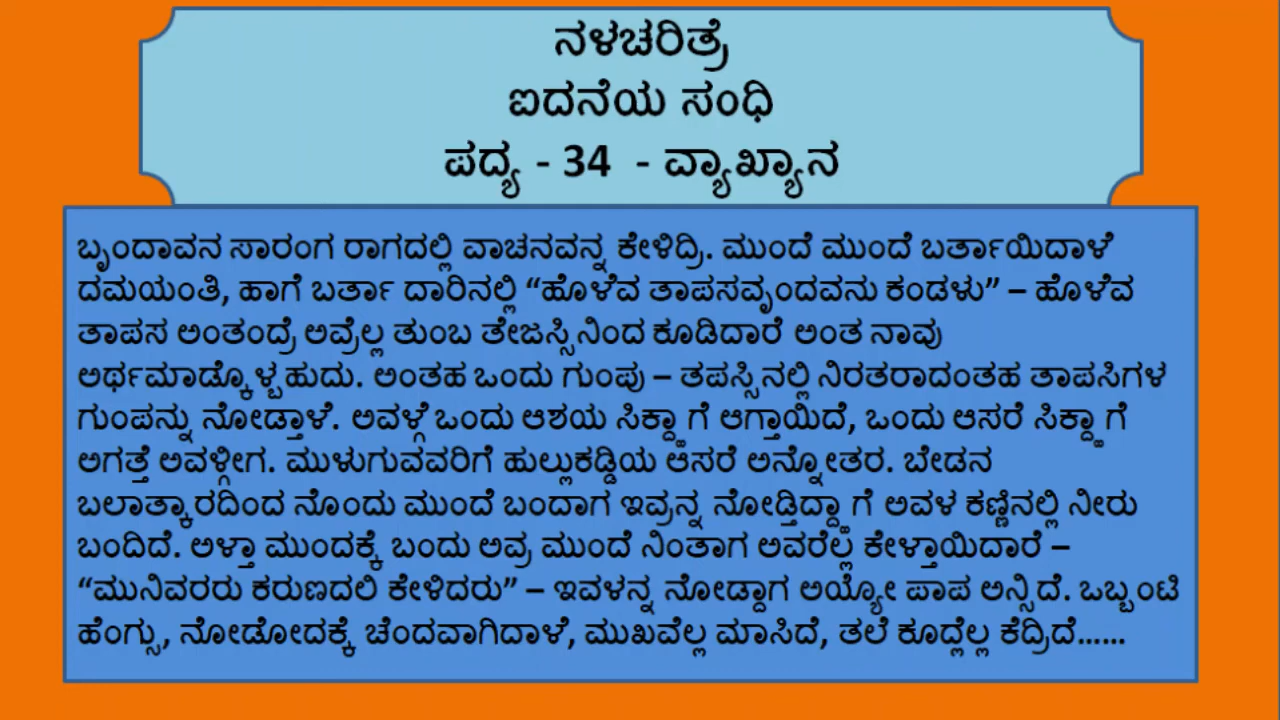 ನಳಚರಿತ್ರೆ
ಐದನೆಯ ಸಂಧಿ
ಪದ್ಯ - 34 - ವ್ಯಾಖ್ಯಾನ
ಬೃಂದಾವನ ಸಾರಂಗ ರಾಗದಲ್ಲಿ ವಾಚನವನ್ನ ಕೇಳಿದ್ರಿ. ಮುಂದೆ ಮುಂದೆ ಬರ್ತಾಯಿದಾಳೆ
ದಮಯಂತಿ, ಹಾಗೆ ಬರ್ತಾ ದಾರಿನಲ್ಲಿ “ಹೊಳೆವ ತಾಪಸವೃಂದವನು ಕಂಡಳು” – ಹೊಳೆವ
ತಾಪಸ ಅಂತಂದ್ರೆ ಅವ್ರೆಲ್ಲ ತುಂಬ ತೇಜಸ್ಸಿನಿಂದ ಕೂಡಿದಾರೆ ಅಂತ ನಾವು
ಅರ್ಥಮಾಡ್ಕೊಳ್ಬಹುದು. ಅಂತಹ ಒಂದು ಗುಂಪು – ತಪಸ್ಸಿನಲ್ಲಿ ನಿರತರಾದಂತಹ ತಾಪಸಿಗಳ
ಗುಂಪನ್ನು ನೋಡ್ತಾಳೆ. ಅವಳ್ಗೆ ಒಂದು ಆಶಯ ಸಿಕ್ದ್ಹಾಗೆ ಆಗ್ತಾಯಿದೆ, ಒಂದು ಆಸರೆ ಸಿಕ್ದ್ಹಾಗೆ
ಅಗತ್ತೆ ಅವಳ್ಗೀಗ. ಮುಳುಗುವವರಿಗೆ ಹುಲ್ಲುಕಡ್ಡಿಯ ಆಸರೆ ಅನ್ನೋತರ. ಬೇಡನ
ಬಲಾತ್ಕಾರದಿಂದ ನೊಂದು ಮುಂದೆ ಬಂದಾಗ ಇವ್ರನ್ನ ನೋಡ್ತಿದ್ದ್ಹಾಗೆ ಅವಳ ಕಣ್ಣಿನಲ್ಲಿ ನೀರು
ಬಂದಿದೆ. ಅಳ್ತಾ ಮುಂದಕ್ಕೆ ಬಂದು ಅವ್ರ ಮುಂದೆ ನಿಂತಾಗ ಅವರೆಲ್ಲ ಕೇಳ್ತಾಯಿದಾರೆ –
“ಮುನಿವರರು ಕರುಣದಲಿ ಕೇಳಿದರು” – ಇವಳನ್ನ ನೋಡ್ದಾಗ ಅಯ್ಯೋ ಪಾಪ ಅನ್ಸಿದೆ. ಒಬ್ಬಂಟಿ
ಹೆಂಗ್ಸು, ನೋಡೋದಕ್ಕೆ ಚೆಂದವಾಗಿದಾಳೆ, ಮುಖವೆಲ್ಲ ಮಾಸಿದೆ, ತಲೆ ಕೂದ್ಲೆಲ್ಲ ಕೆದ್ರಿದೆ......